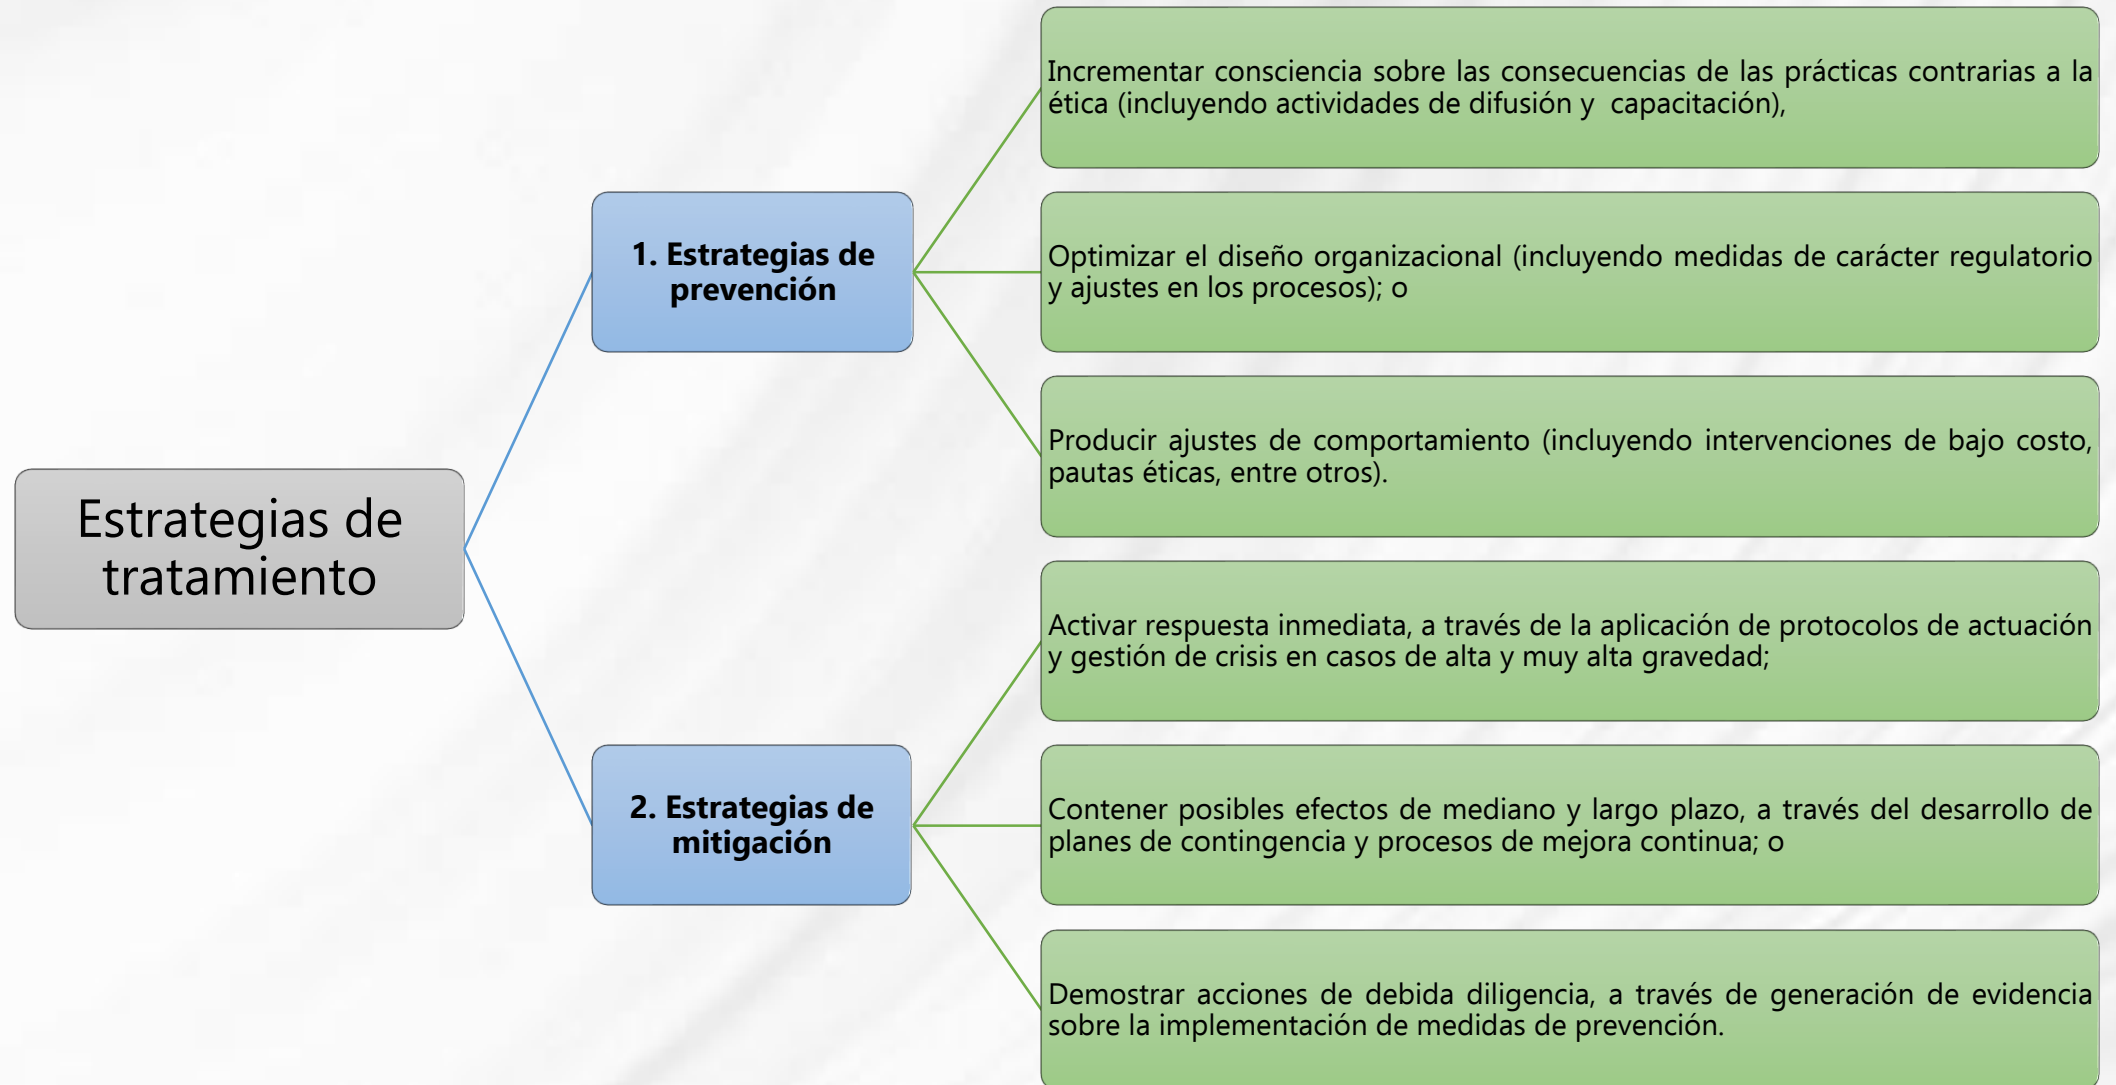 Estrategias de
tratamiento
1. Estrategias de
prevención
Incrementar consciencia sobre las consecuencias de las prácticas contrarias a la
ética (incluyendo actividades de difusión y  capacitación),
Optimizar el diseño organizacional (incluyendo medidas de carácter regulatorio
y ajustes en los procesos); o
Producir ajustes de comportamiento (incluyendo intervenciones de bajo costo,
pautas éticas, entre otros).
2. Estrategias de
mitigación
Activar respuesta inmediata, a través de la aplicación de protocolos de actuación
y gestión de crisis en casos de alta y muy alta gravedad;
Contener posibles efectos de mediano y largo plazo, a través del desarrollo de
planes de contingencia y procesos de mejora continua; o
Demostrar acciones de debida diligencia, a través de generación de evidencia
sobre la implementación de medidas de prevención.